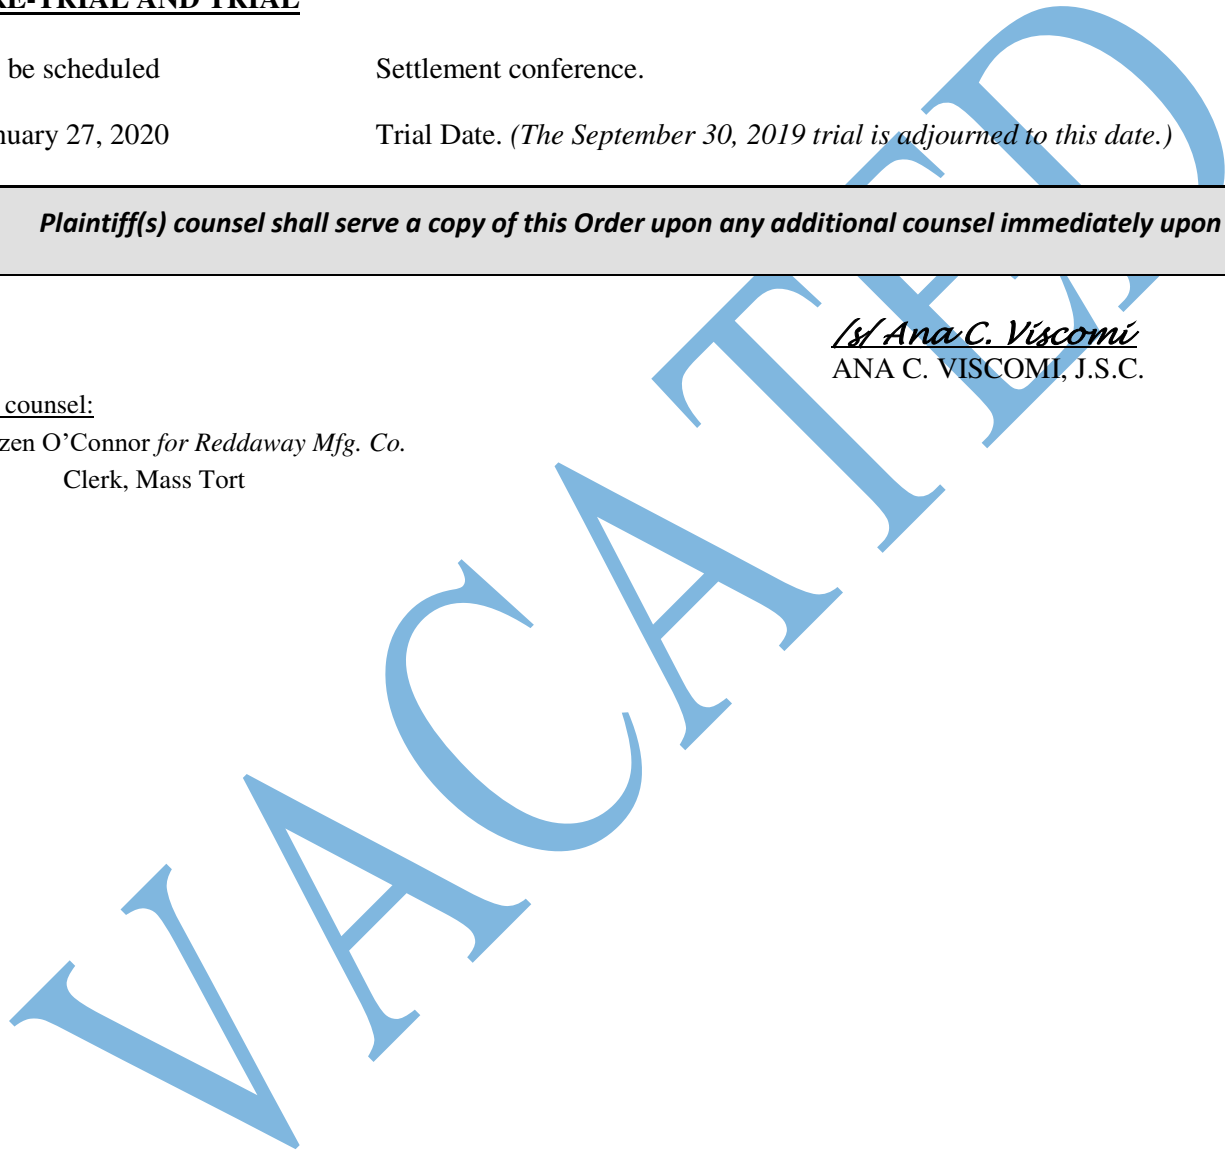 RE-TRIAL AND TRIAL
be scheduled Settlement conference.
nuary 27, 2020 Trial Date. (The September 30, 2019 trial is adjourned to this date.)
Plaintiff(s) counsel shall serve a copy of this Order upon any additional counsel immediately upon
/s/ Ana C. Viscomi
ANA C. VISCOMI, J.S.C.
counsel:
zen O’Connor for Reddaway Mfg. Co.
Clerk, Mass Tort
VACATED